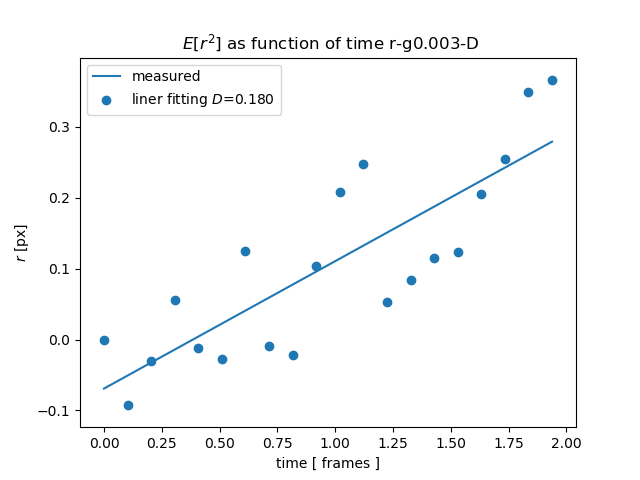 E[r²] as function of time r-g0.003-D
measured
liner fitting D=0.180
r [px]
0.3
0.2
0.1
0.0
−0.1
0.00 0.25 0.50 0.75 1.00 1.25 1.50 1.75 2.00
time [ frames ]